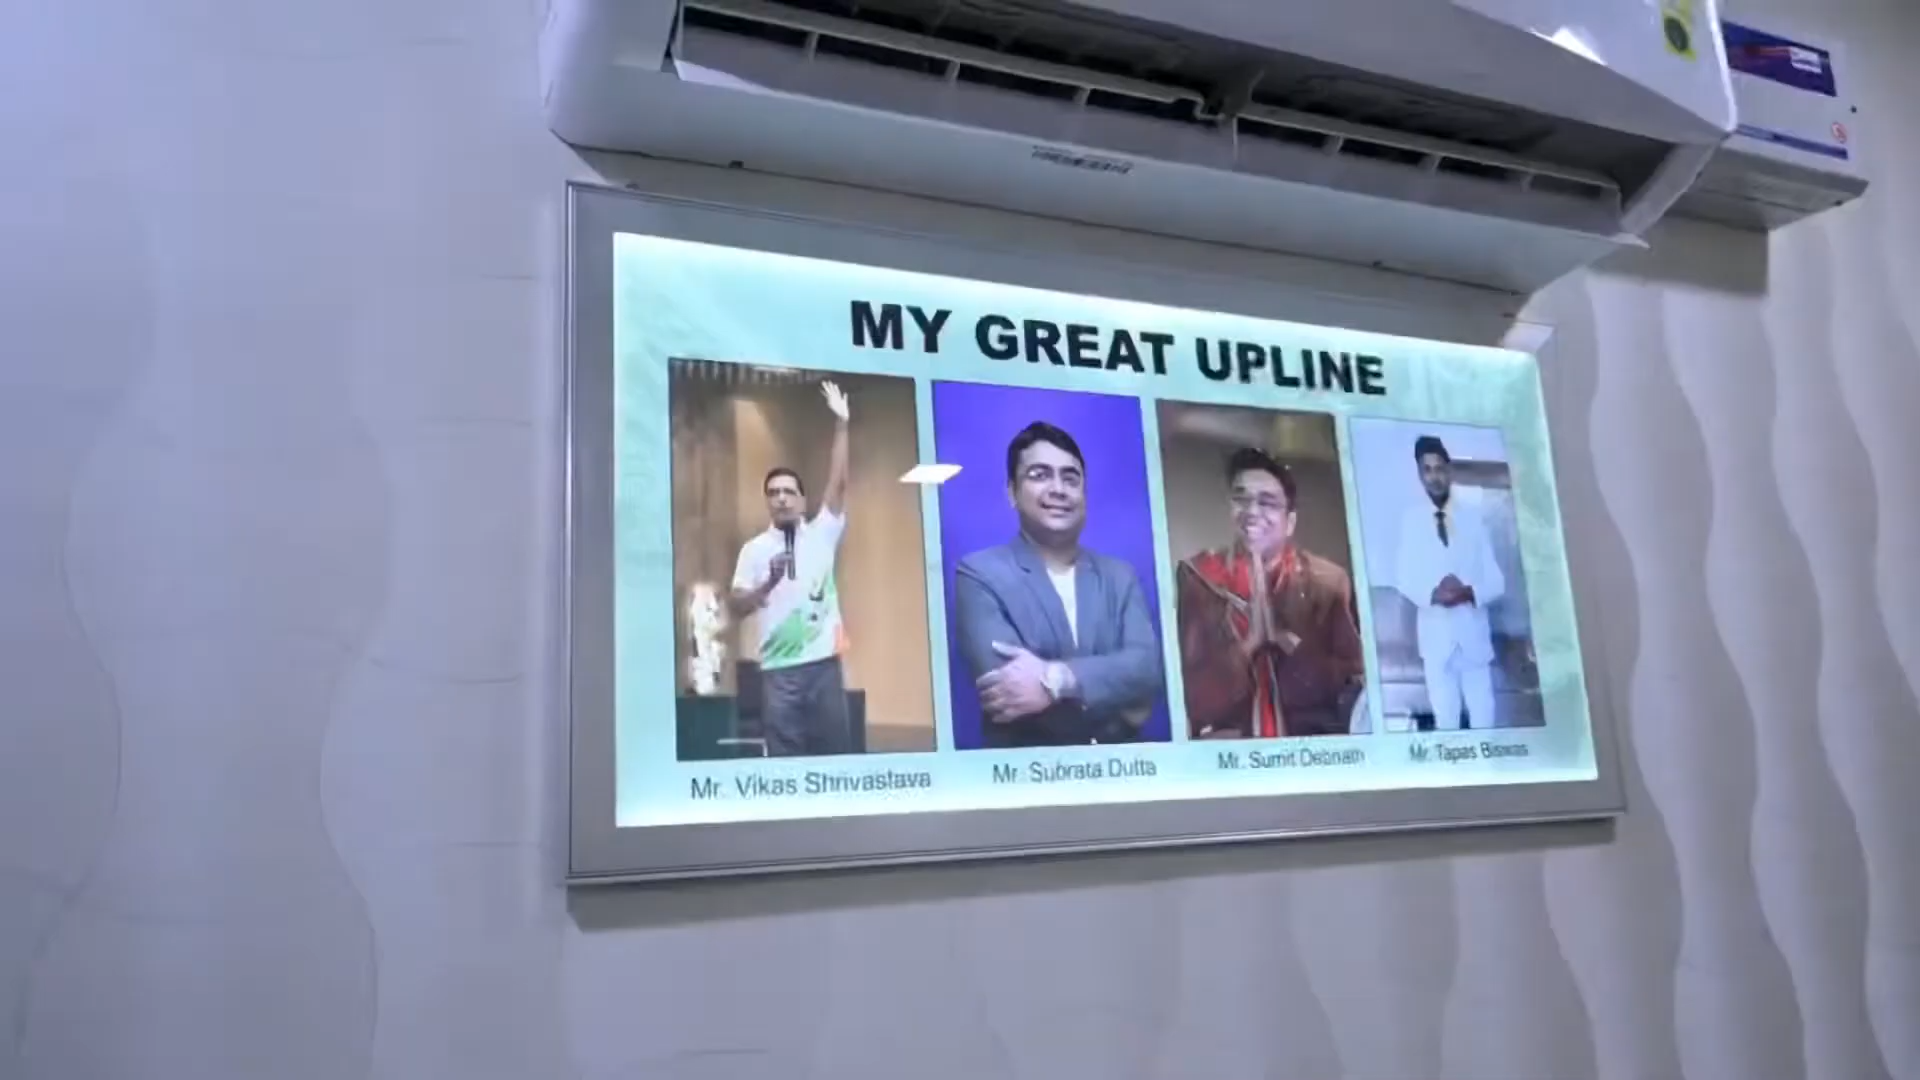 MY GREAT UPLINE
Mr. Vikas Shrivastava
Mr. Subrata Dutta
Mr. Sumit Debnath
Mr. Tapas Biswas